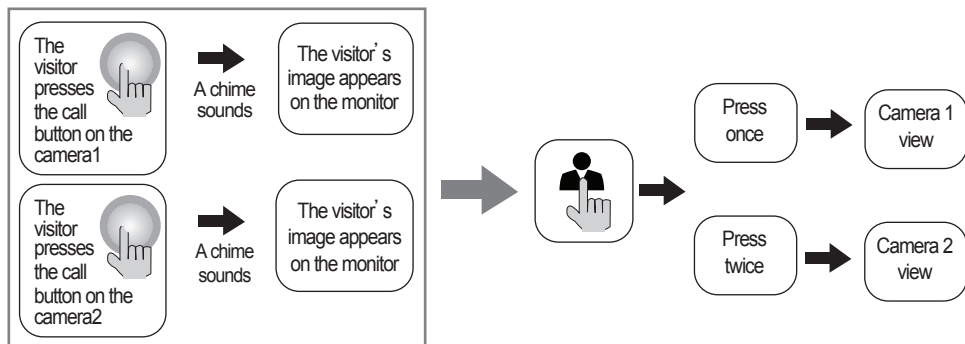 The
visitor
presses
the call
button on the
camera1
A chime
sounds
The visitor’s
image appears
on the monitor
The
visitor
presses
the call
button on the
camera2
A chime
sounds
The visitor’s
image appears
on the monitor
Press
once
Camera 1
view
Press
twice
Camera 2
view